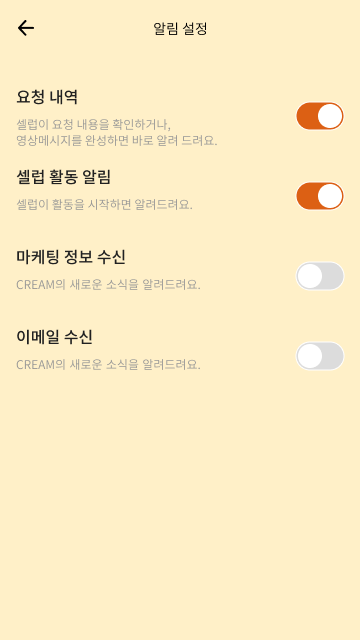 알림 설정
요청 내역
셀럽이 요청 내용을 확인하거나,
영상메시지를 완성하면 바로 알려 드려요.
셀럽 활동 알림
셀럽이 활동을 시작하면 알려드려요.
마케팅 정보 수신
CREAM의 새로운 소식을 알려드려요.
이메일 수신
CREAM의 새로운 소식을 알려드려요.